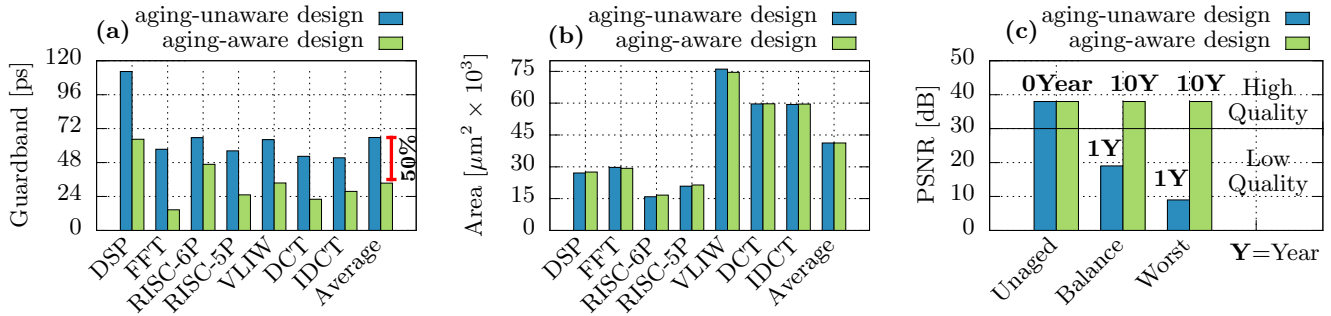 (a)
aging-unaware design
aging-aware design
Guardband [ps]
120
96
72
48
24
0
50%
DSP
FFT
RISC-6P
RISC-5P
VLIW
DCT
IDCT
Average
(b)
aging-unaware design
aging-aware design
Area [μm² × 10³]
75
60
45
30
15
0
DSP
FFT
RISC-6P
RISC-5P
VLIW
DCT
IDCT
Average
(c)
aging-unaware design
aging-aware design
PSNR [dB]
50
40
30
20
10
0
0Year 10Y 10Y
High
Quality
1Y
1Y
Low
Quality
Unaged
Balance
Worst
Y=Year